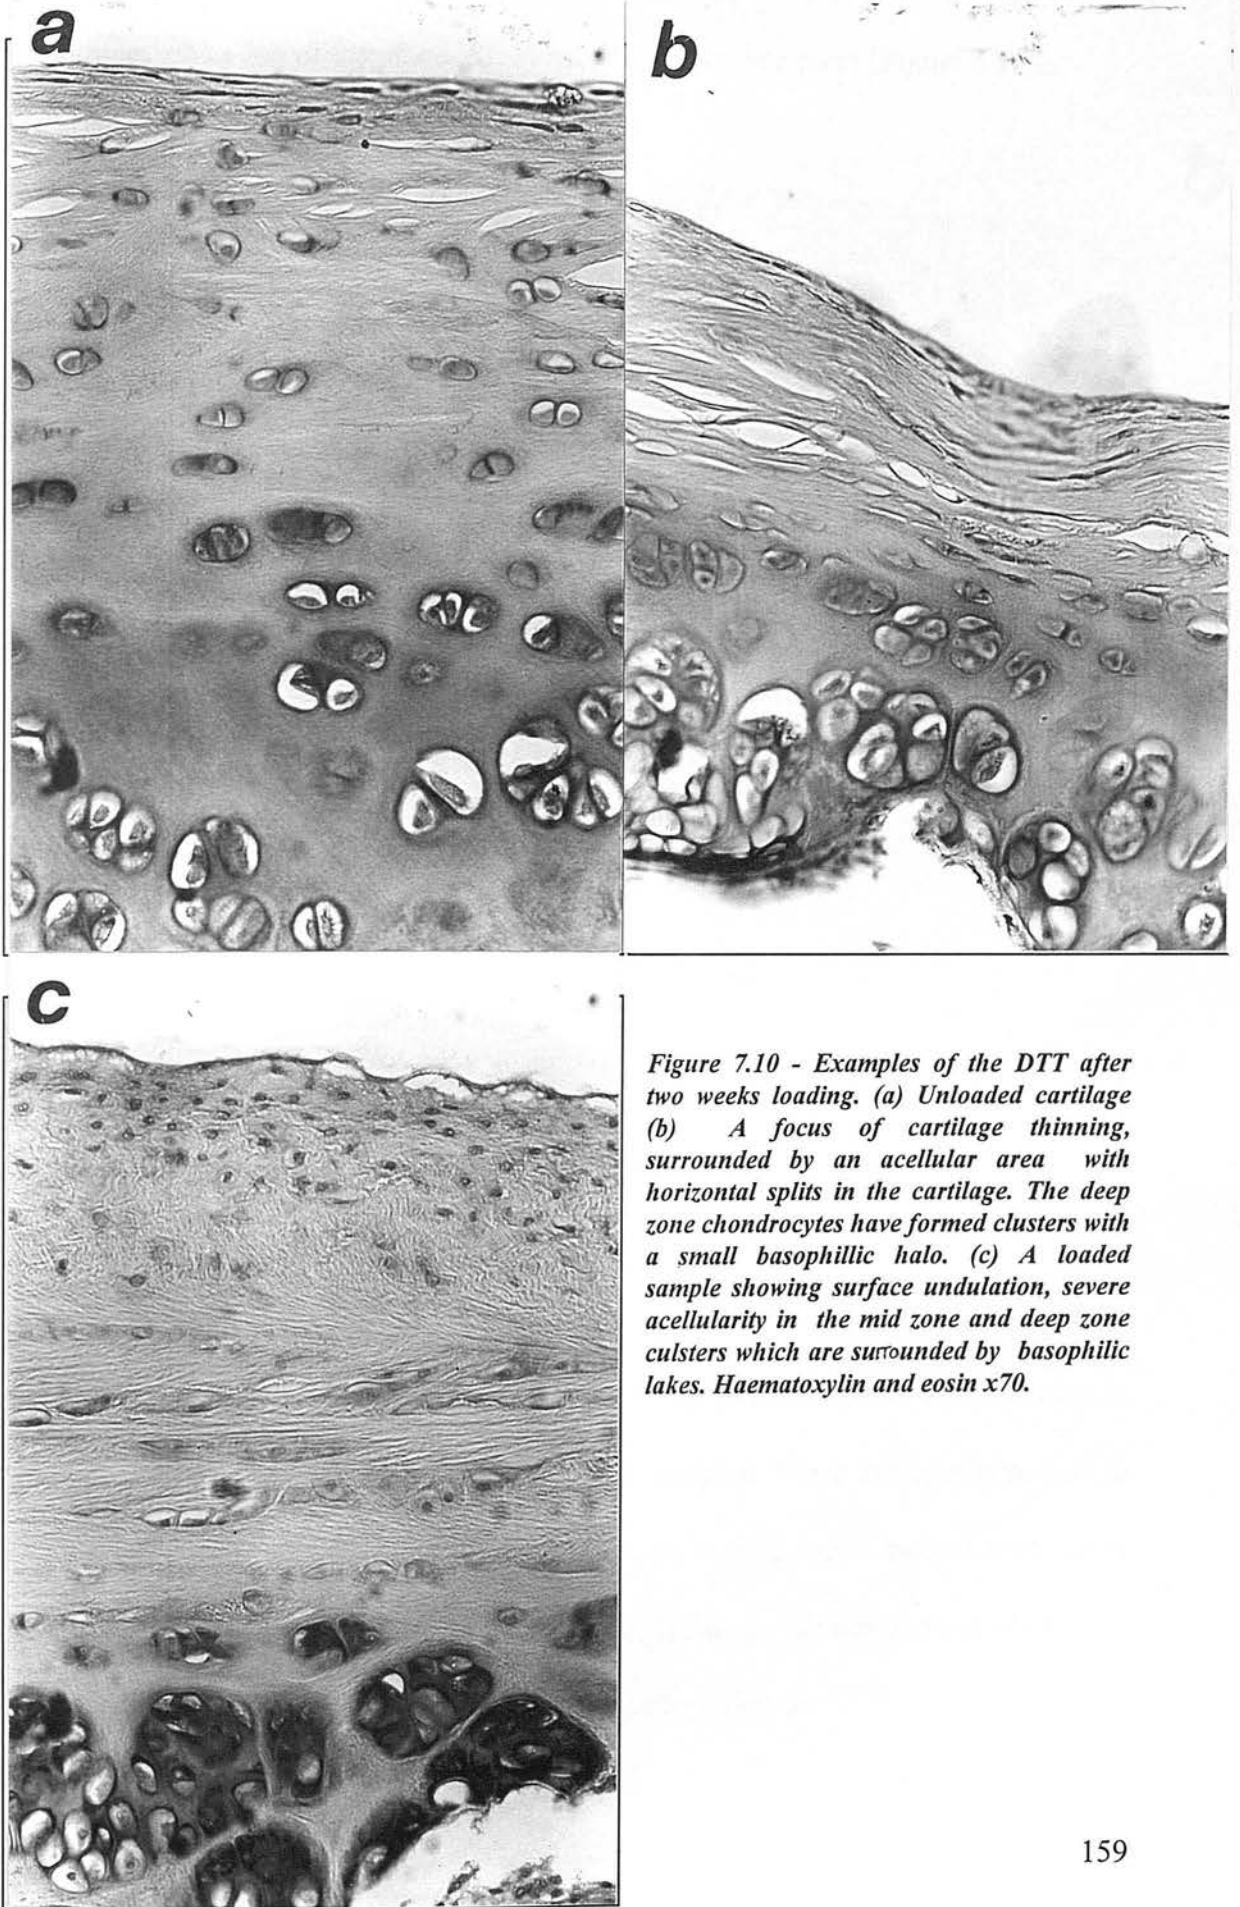 a
b
c
Figure 7.10 - Examples of the DTT after
two weeks loading. (a) Unloaded cartilage
(b) A focus of cartilage thinning,
surrounded by an acellular area with
horizontal splits in the cartilage. The deep
zone chondrocytes have formed clusters with
a small basophillic halo. (c) A loaded
sample showing surface undulation, severe
acellularity in the mid zone and deep zone
culsters which are surrounded by basophilic
lakes. Haematoxylin and eosin x70.
159